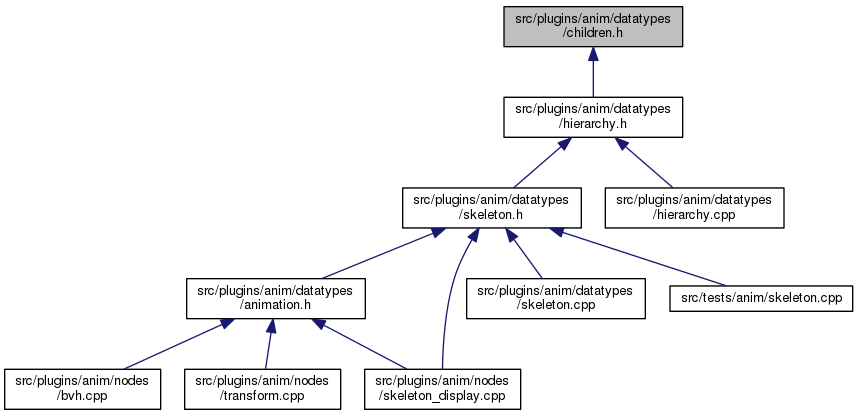 src/plugins/anim/datatypes
/children.h
src/plugins/anim/datatypes
/hierarchy.h
src/plugins/anim/datatypes
/skeleton.h
src/plugins/anim/datatypes
/hierarchy.cpp
src/plugins/anim/datatypes
/animation.h
src/plugins/anim/datatypes
/skeleton.cpp
src/tests/anim/skeleton.cpp
src/plugins/anim/nodes
/bvh.cpp
src/plugins/anim/nodes
/transform.cpp
src/plugins/anim/nodes
/skeleton_display.cpp